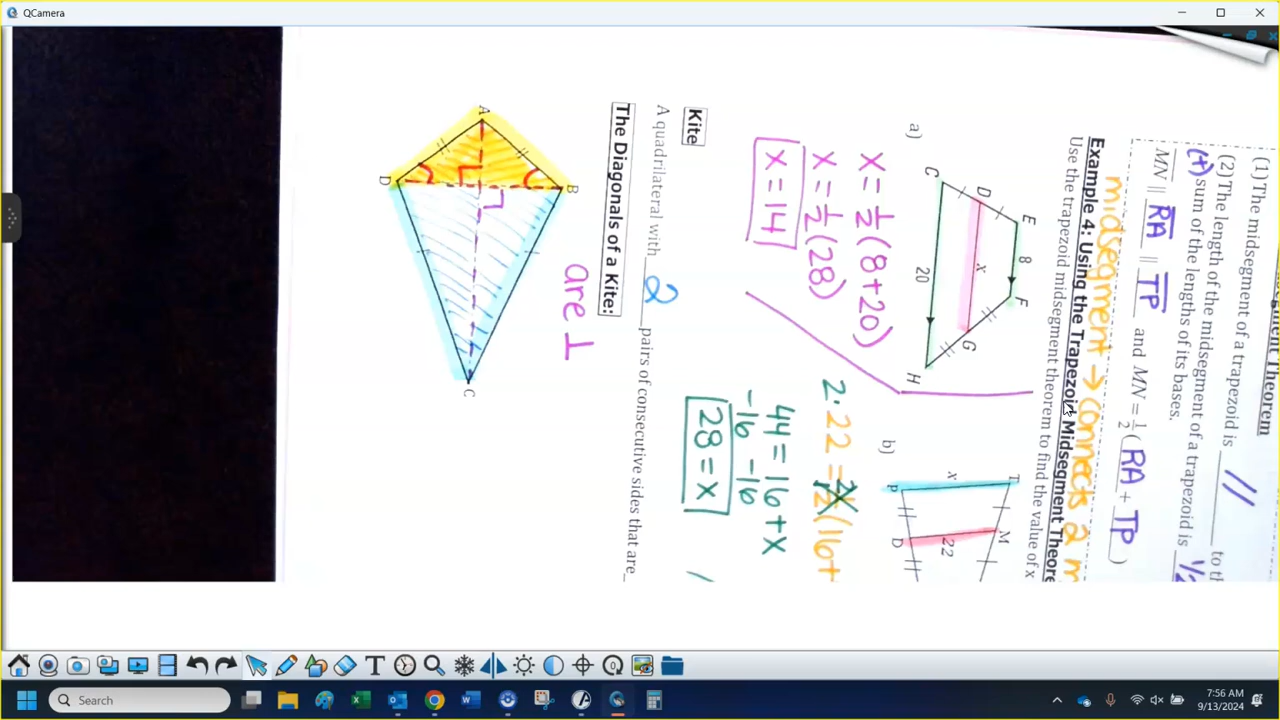 QCamera
Segment Theorem
(1) The midsegment of a trapezoid is // to th
(2) The length of the midsegment of a trapezoid is 1/2
(+) sum of the lengths of its bases.
MN || RA || TP and MN = 1/2 ( RA + TP )
midsegment → connects 2 m
Example 4: Using the Trapezoid Midsegment Theore
Use the trapezoid midsegment theorem to find the value of x
a)
C
D
E
8
F
x
G
20
H
x = 1/2 (8+20)
x = 1/2 (28)
x = 14
b)
T
x
P
M
22
D
2·22 = 2·1/2 (16+
44 = 16+x
-16 -16
28 = x
Kite
A quadrilateral with 2 pairs of consecutive sides that are
The Diagonals of a Kite:
are ⊥
A
B
D
C
T
Search
7:56 AM
9/13/2024